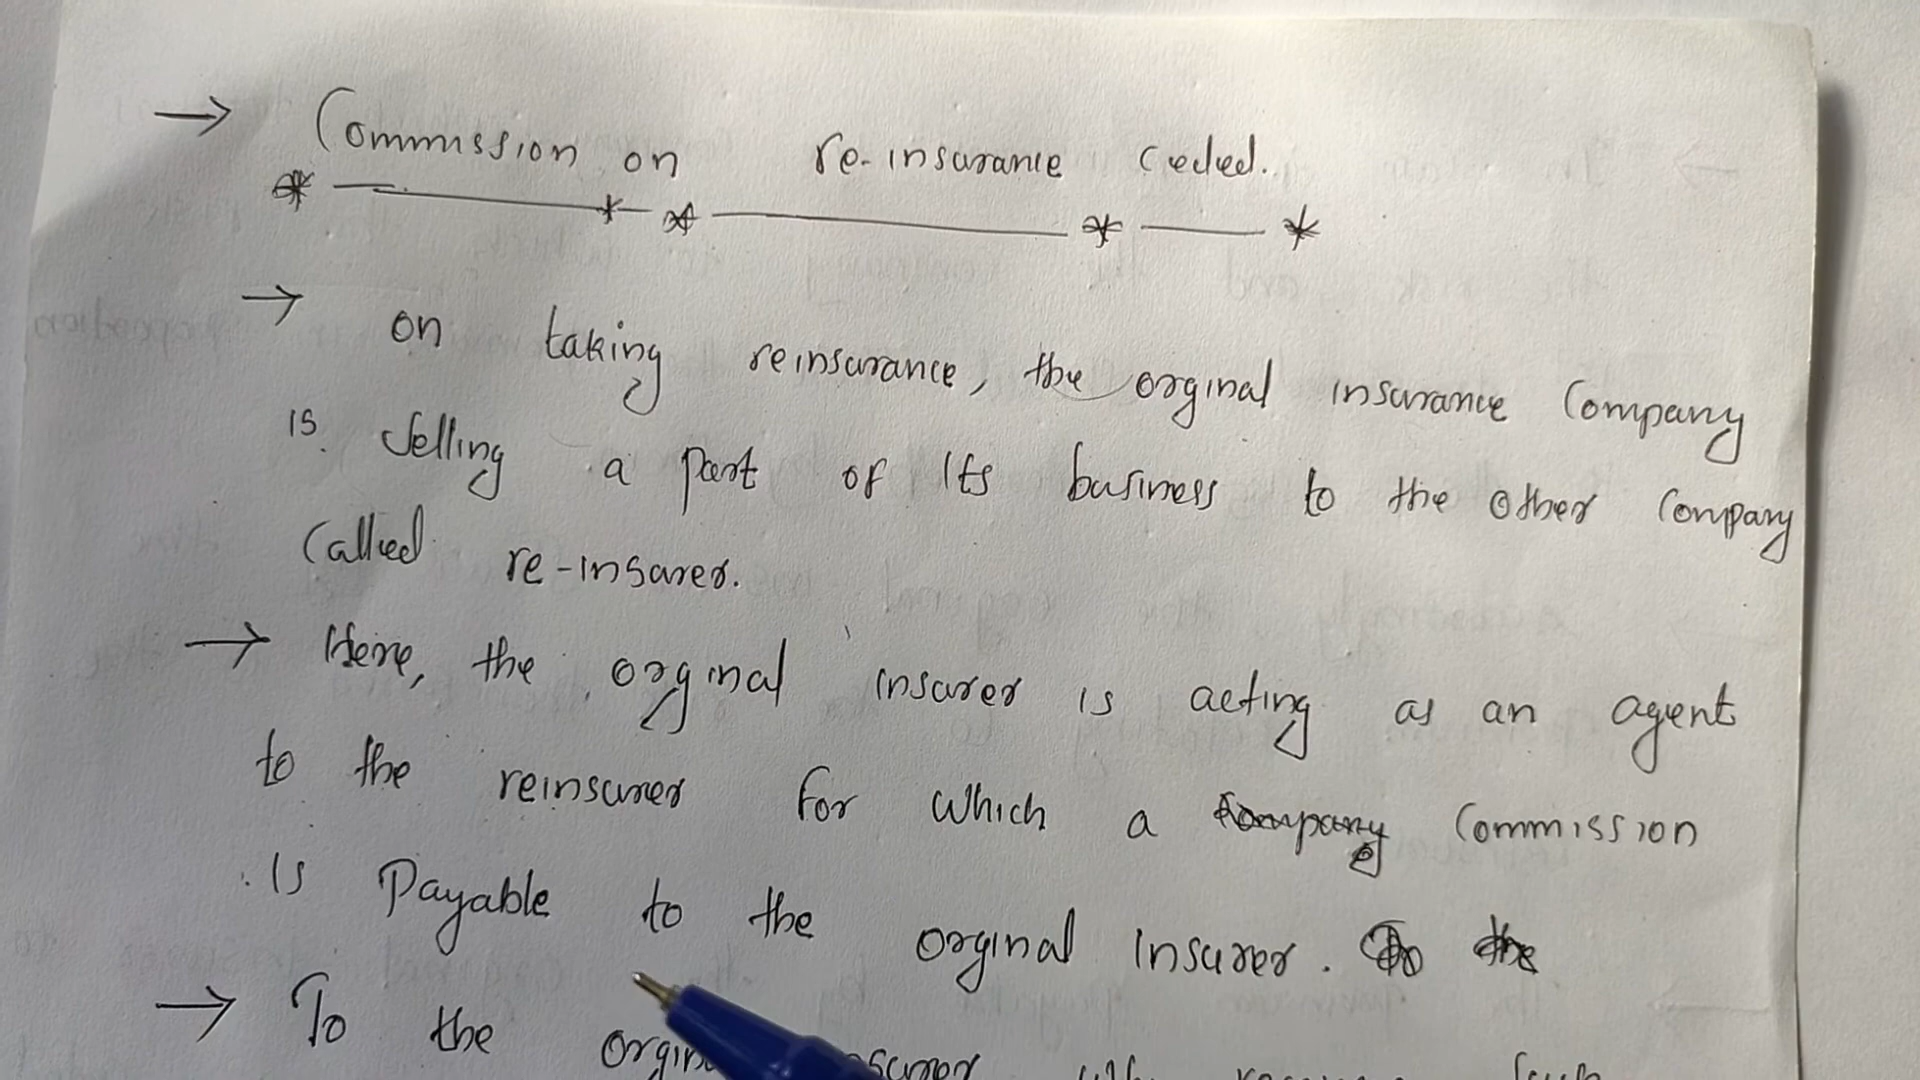 → Commission on re-insurance ceded.
→ on taking reinsurance, the orginal insurance Company
is. Selling a part of Its business to the other Company
Called re-insurer.
→ Here, the orginal insurer is acting as an agent
to the reinsurer for which a Commission
is Payable to the orginal insurer.
→ To the